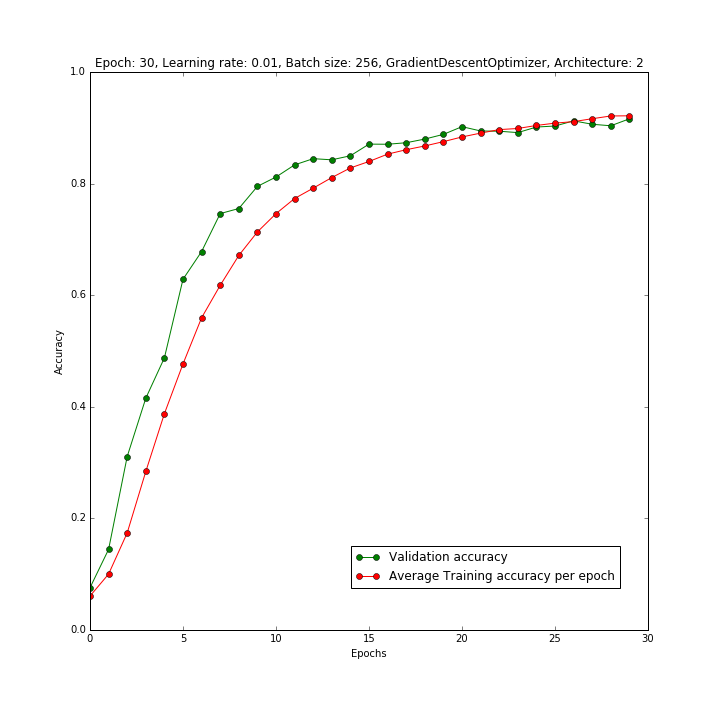 Epoch: 30, Learning rate: 0.01, Batch size: 256, GradientDescentOptimizer, Architecture: 2
1.0
0.8
0.6
0.4
0.2
0.0
Accuracy
Validation accuracy
Average Training accuracy per epoch
0 5 10 15 20 25 30
Epochs